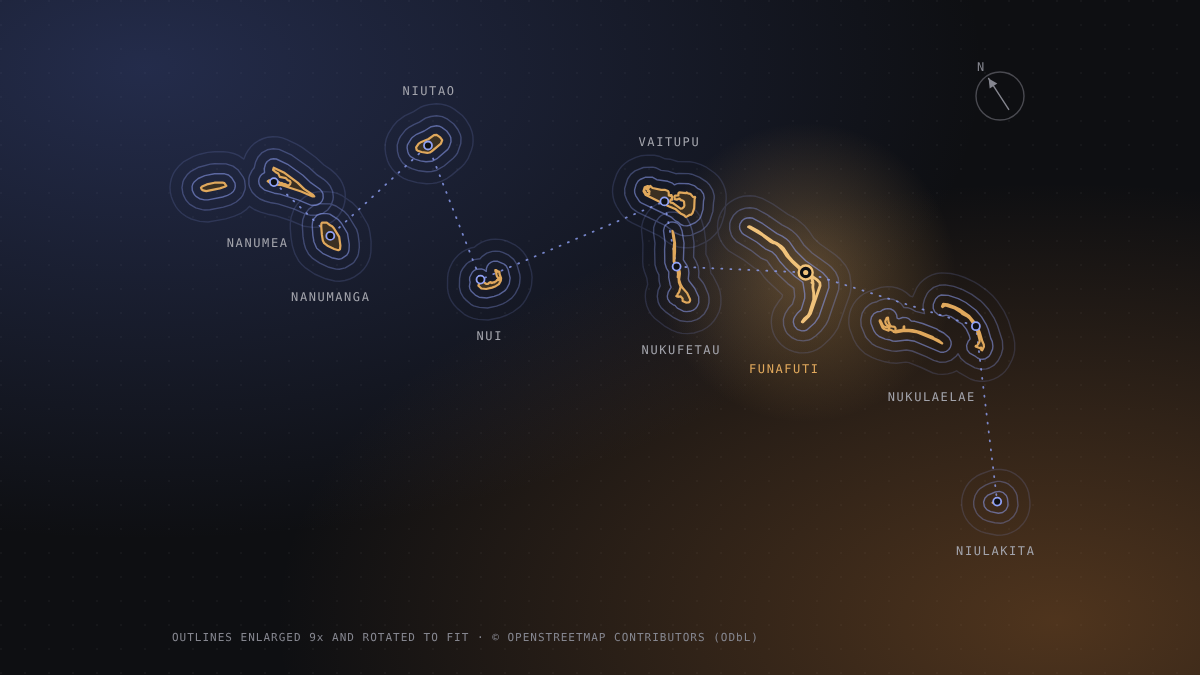 N
NIUTAO
VAITUPU
NANUMEA
NANUMANGA
NUI
NUKUFETAU
FUNAFUTI
NUKULAELAE
NIULAKITA
OUTLINES ENLARGED 9x AND ROTATED TO FIT · © OPENSTREETMAP CONTRIBUTORS (ODbL)